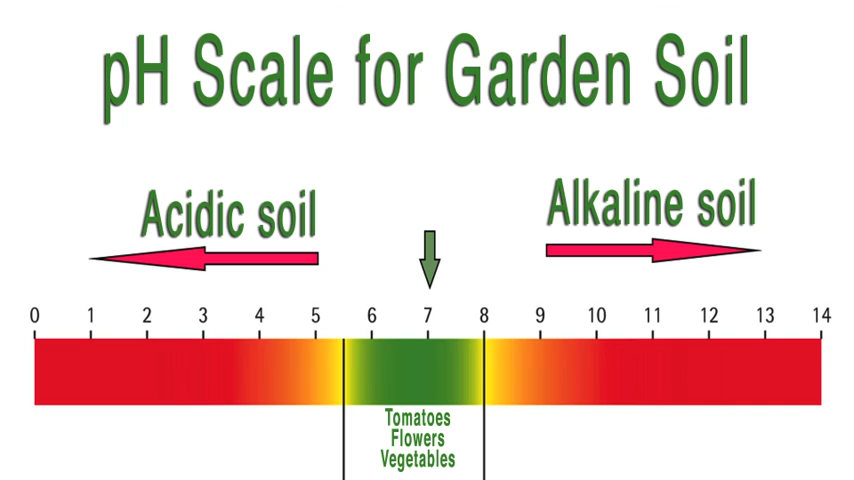 pH Scale for Garden Soil
Acidic soil
Alkaline soil
0 1 2 3 4 5 6 7 8 9 10 11 12 13 14
Tomatoes
Flowers
Vegetables